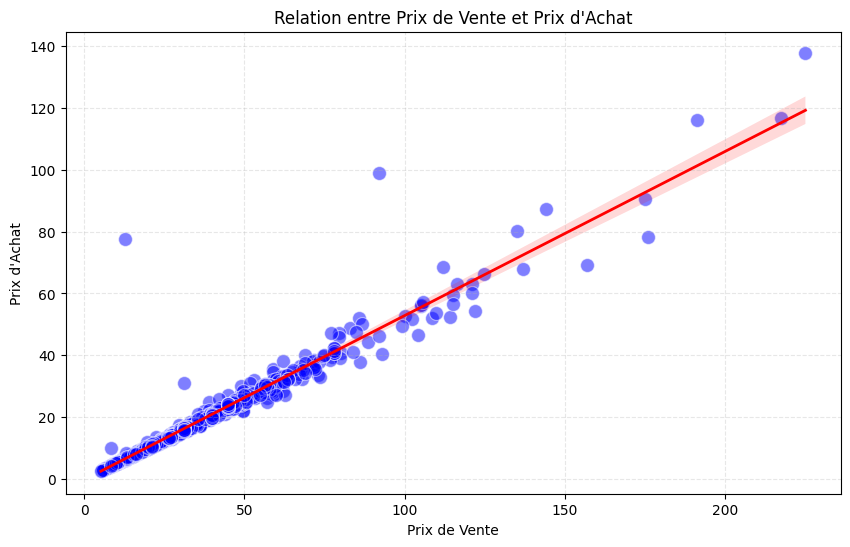 Relation entre Prix de Vente et Prix d'Achat
Prix d'Achat
140
120
100
80
60
40
20
0
0 50 100 150 200
Prix de Vente